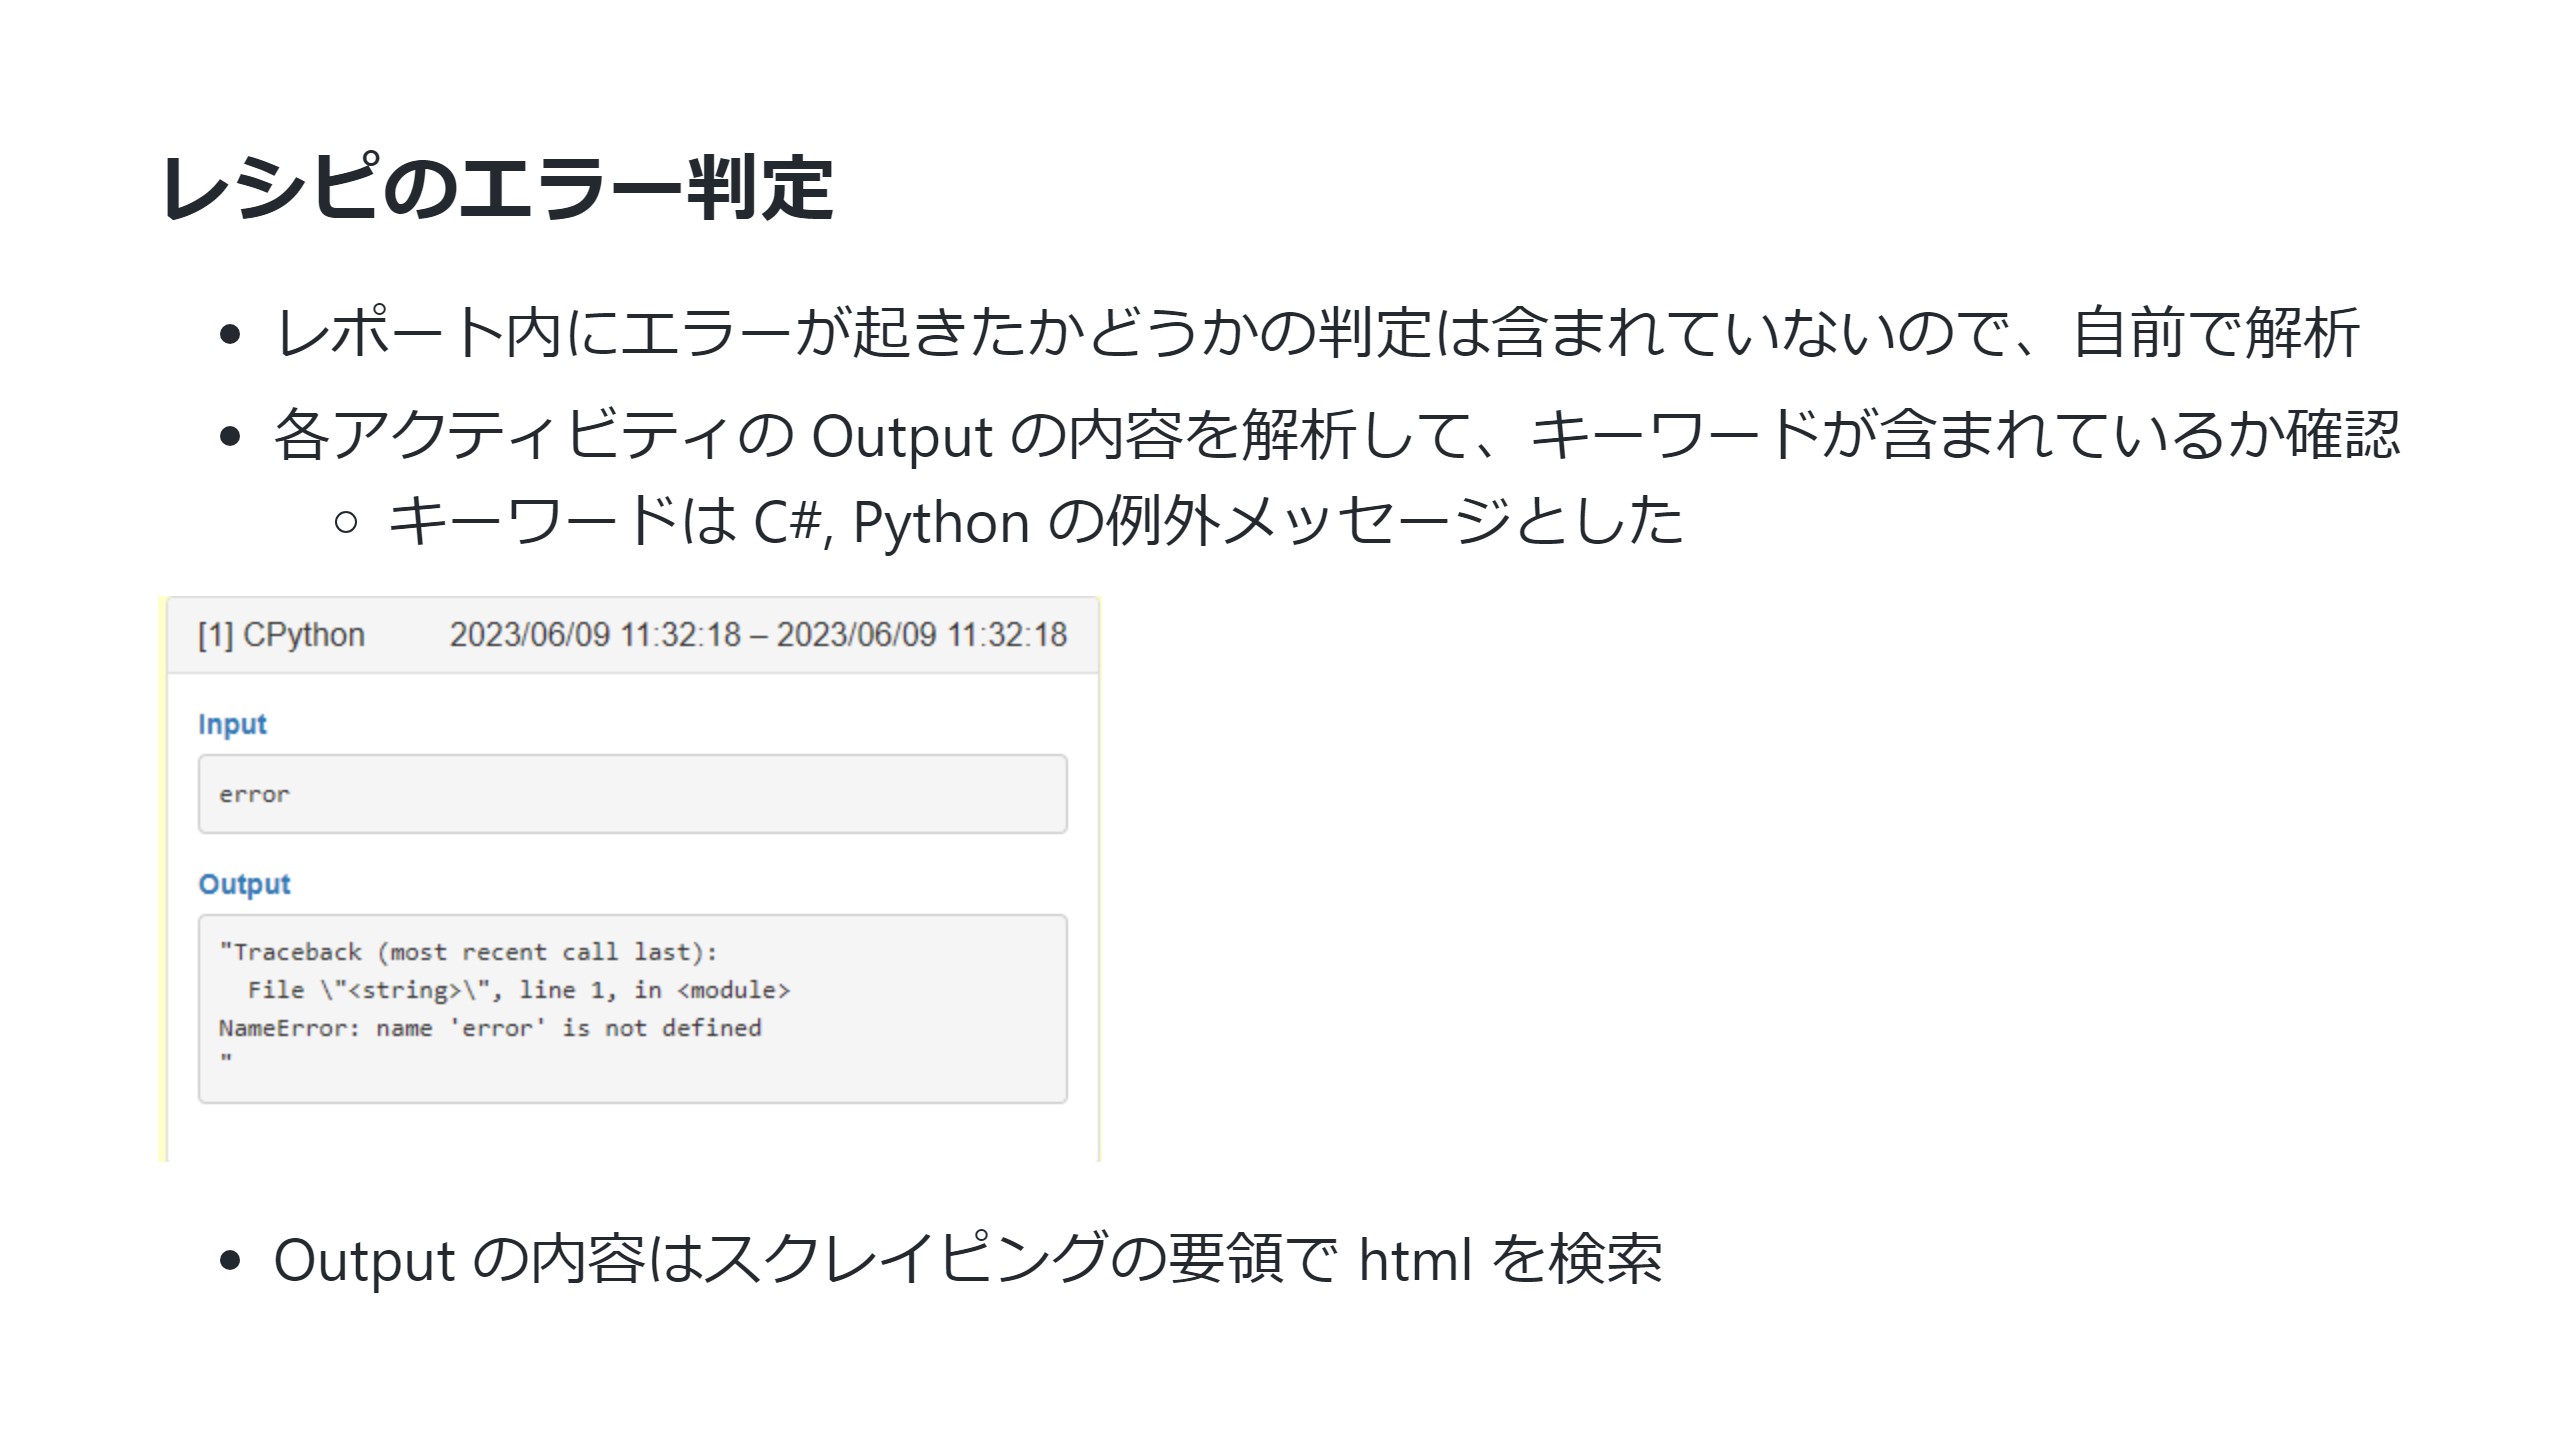 レシピのエラー判定
• レポート内にエラーが起きたかどうかの判定は含まれていないので、自前で解析
• 各アクティビティの Output の内容を解析して、キーワードが含まれているか確認
◦ キーワードは C#, Python の例外メッセージとした
[1] CPython 2023/06/09 11:32:18 – 2023/06/09 11:32:18
Input
error
Output
"Traceback (most recent call last):
  File \"<string>\", line 1, in <module>
NameError: name 'error' is not defined
"
• Output の内容はスクレイピングの要領で html を検索